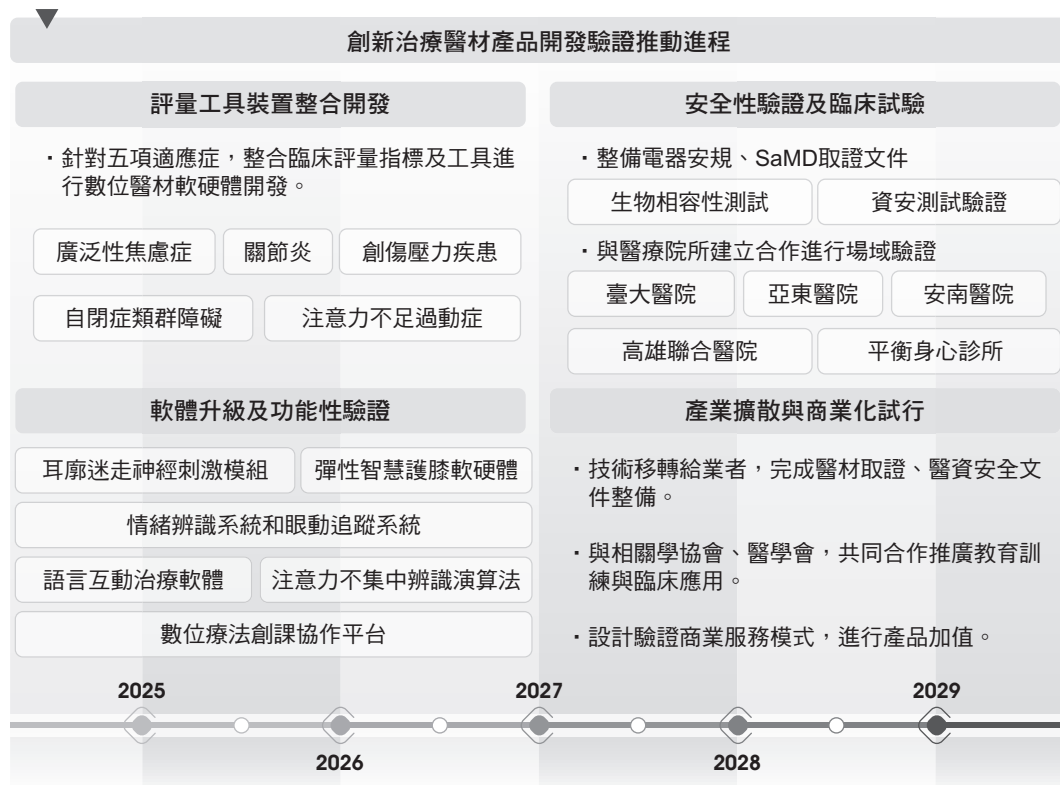 創新治療醫材產品開發驗證推動進程
評量工具裝置整合開發
・針對五項適應症，整合臨床評量指標及工具進
行數位醫材軟硬體開發。
廣泛性焦慮症
關節炎
創傷壓力疾患
自閉症類群障礙
注意力不足過動症
軟體升級及功能性驗證
耳廓迷走神經刺激模組
彈性智慧護膝軟硬體
情緒辨識系統和眼動追蹤系統
語言互動治療軟體
注意力不集中辨識演算法
數位療法創課協作平台
安全性驗證及臨床試驗
・整備電器安規、SaMD取證文件
生物相容性測試
資安測試驗證
・與醫療院所建立合作進行場域驗證
臺大醫院
亞東醫院
安南醫院
高雄聯合醫院
平衡身心診所
產業擴散與商業化試行
・技術移轉給業者，完成醫材取證、醫資安全文
件整備。
・與相關學協會、醫學會，共同合作推廣教育訓
練與臨床應用。
・設計驗證商業服務模式，進行產品加值。
2025
2026
2027
2028
2029